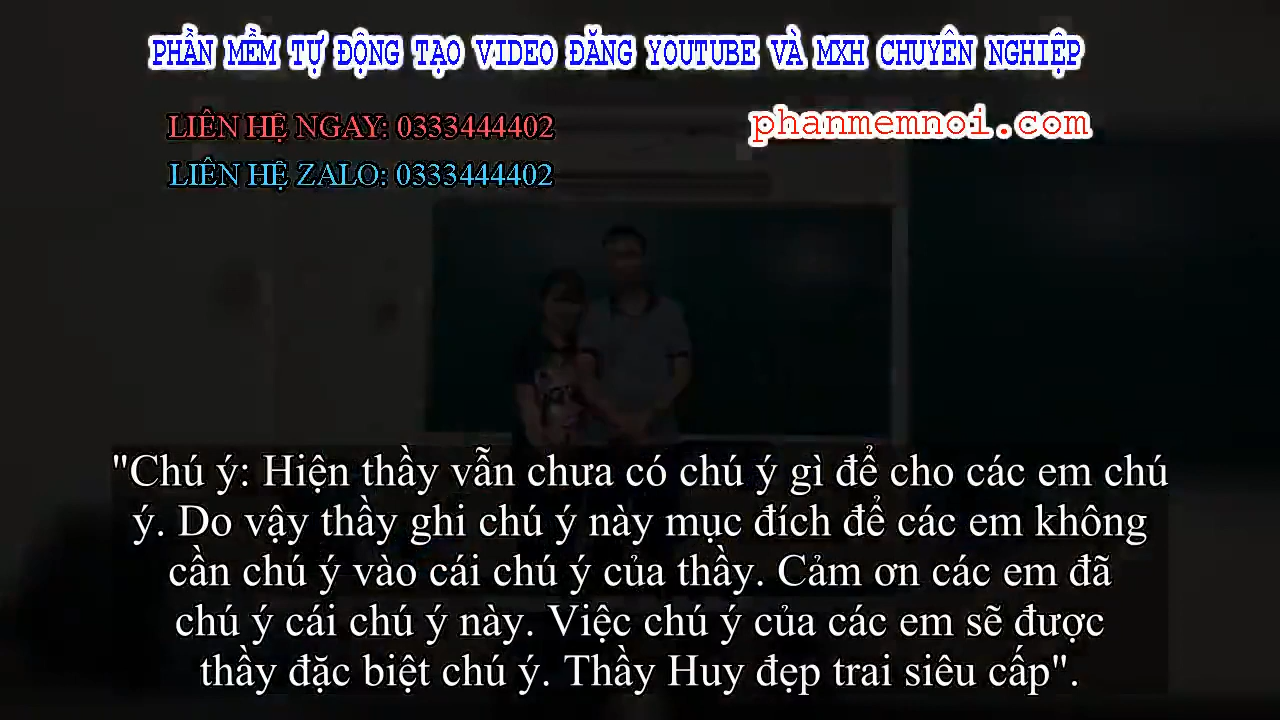 PHẦN MỀM TỰ ĐỘNG TẠO VIDEO ĐĂNG YOUTUBE VÀ MXH CHUYÊN NGHIỆP
LIÊN HỆ NGAY: 0333444402
phanmemnoi.com
LIÊN HỆ ZALO: 0333444402
"Chú ý: Hiện thầy vẫn chưa có chú ý gì để cho các em chú
ý. Do vậy thầy ghi chú ý này mục đích để các em không
cần chú ý vào cái chú ý của thầy. Cảm ơn các em đã
chú ý cái chú ý này. Việc chú ý của các em sẽ được
thầy đặc biệt chú ý. Thầy Huy đẹp trai siêu cấp".